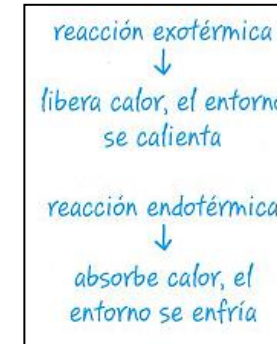 reacción exotérmica
↓
libera calor, el entorno
se calienta
reacción endotérmica
↓
absorbe calor, el
entorno se enfría